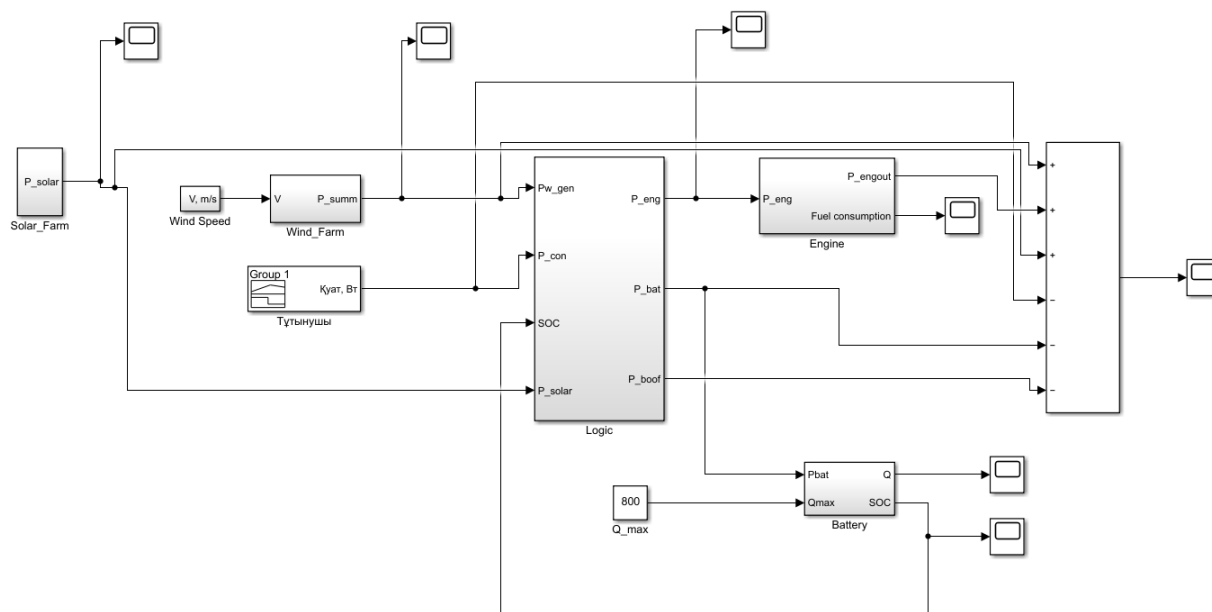 P_solar
Solar_Farm
V, m/s
Wind Speed
V
P_summ
Wind_Farm
Group 1
Қуат, Вт
Тұтынушы
Pw_gen
P_con
SOC
P_solar
P_eng
P_bat
P_boof
Logic
P_eng
P_engout
Fuel consumption
Engine
+
+
+
−
−
−
800
Q_max
Pbat
Qmax
Q
SOC
Battery